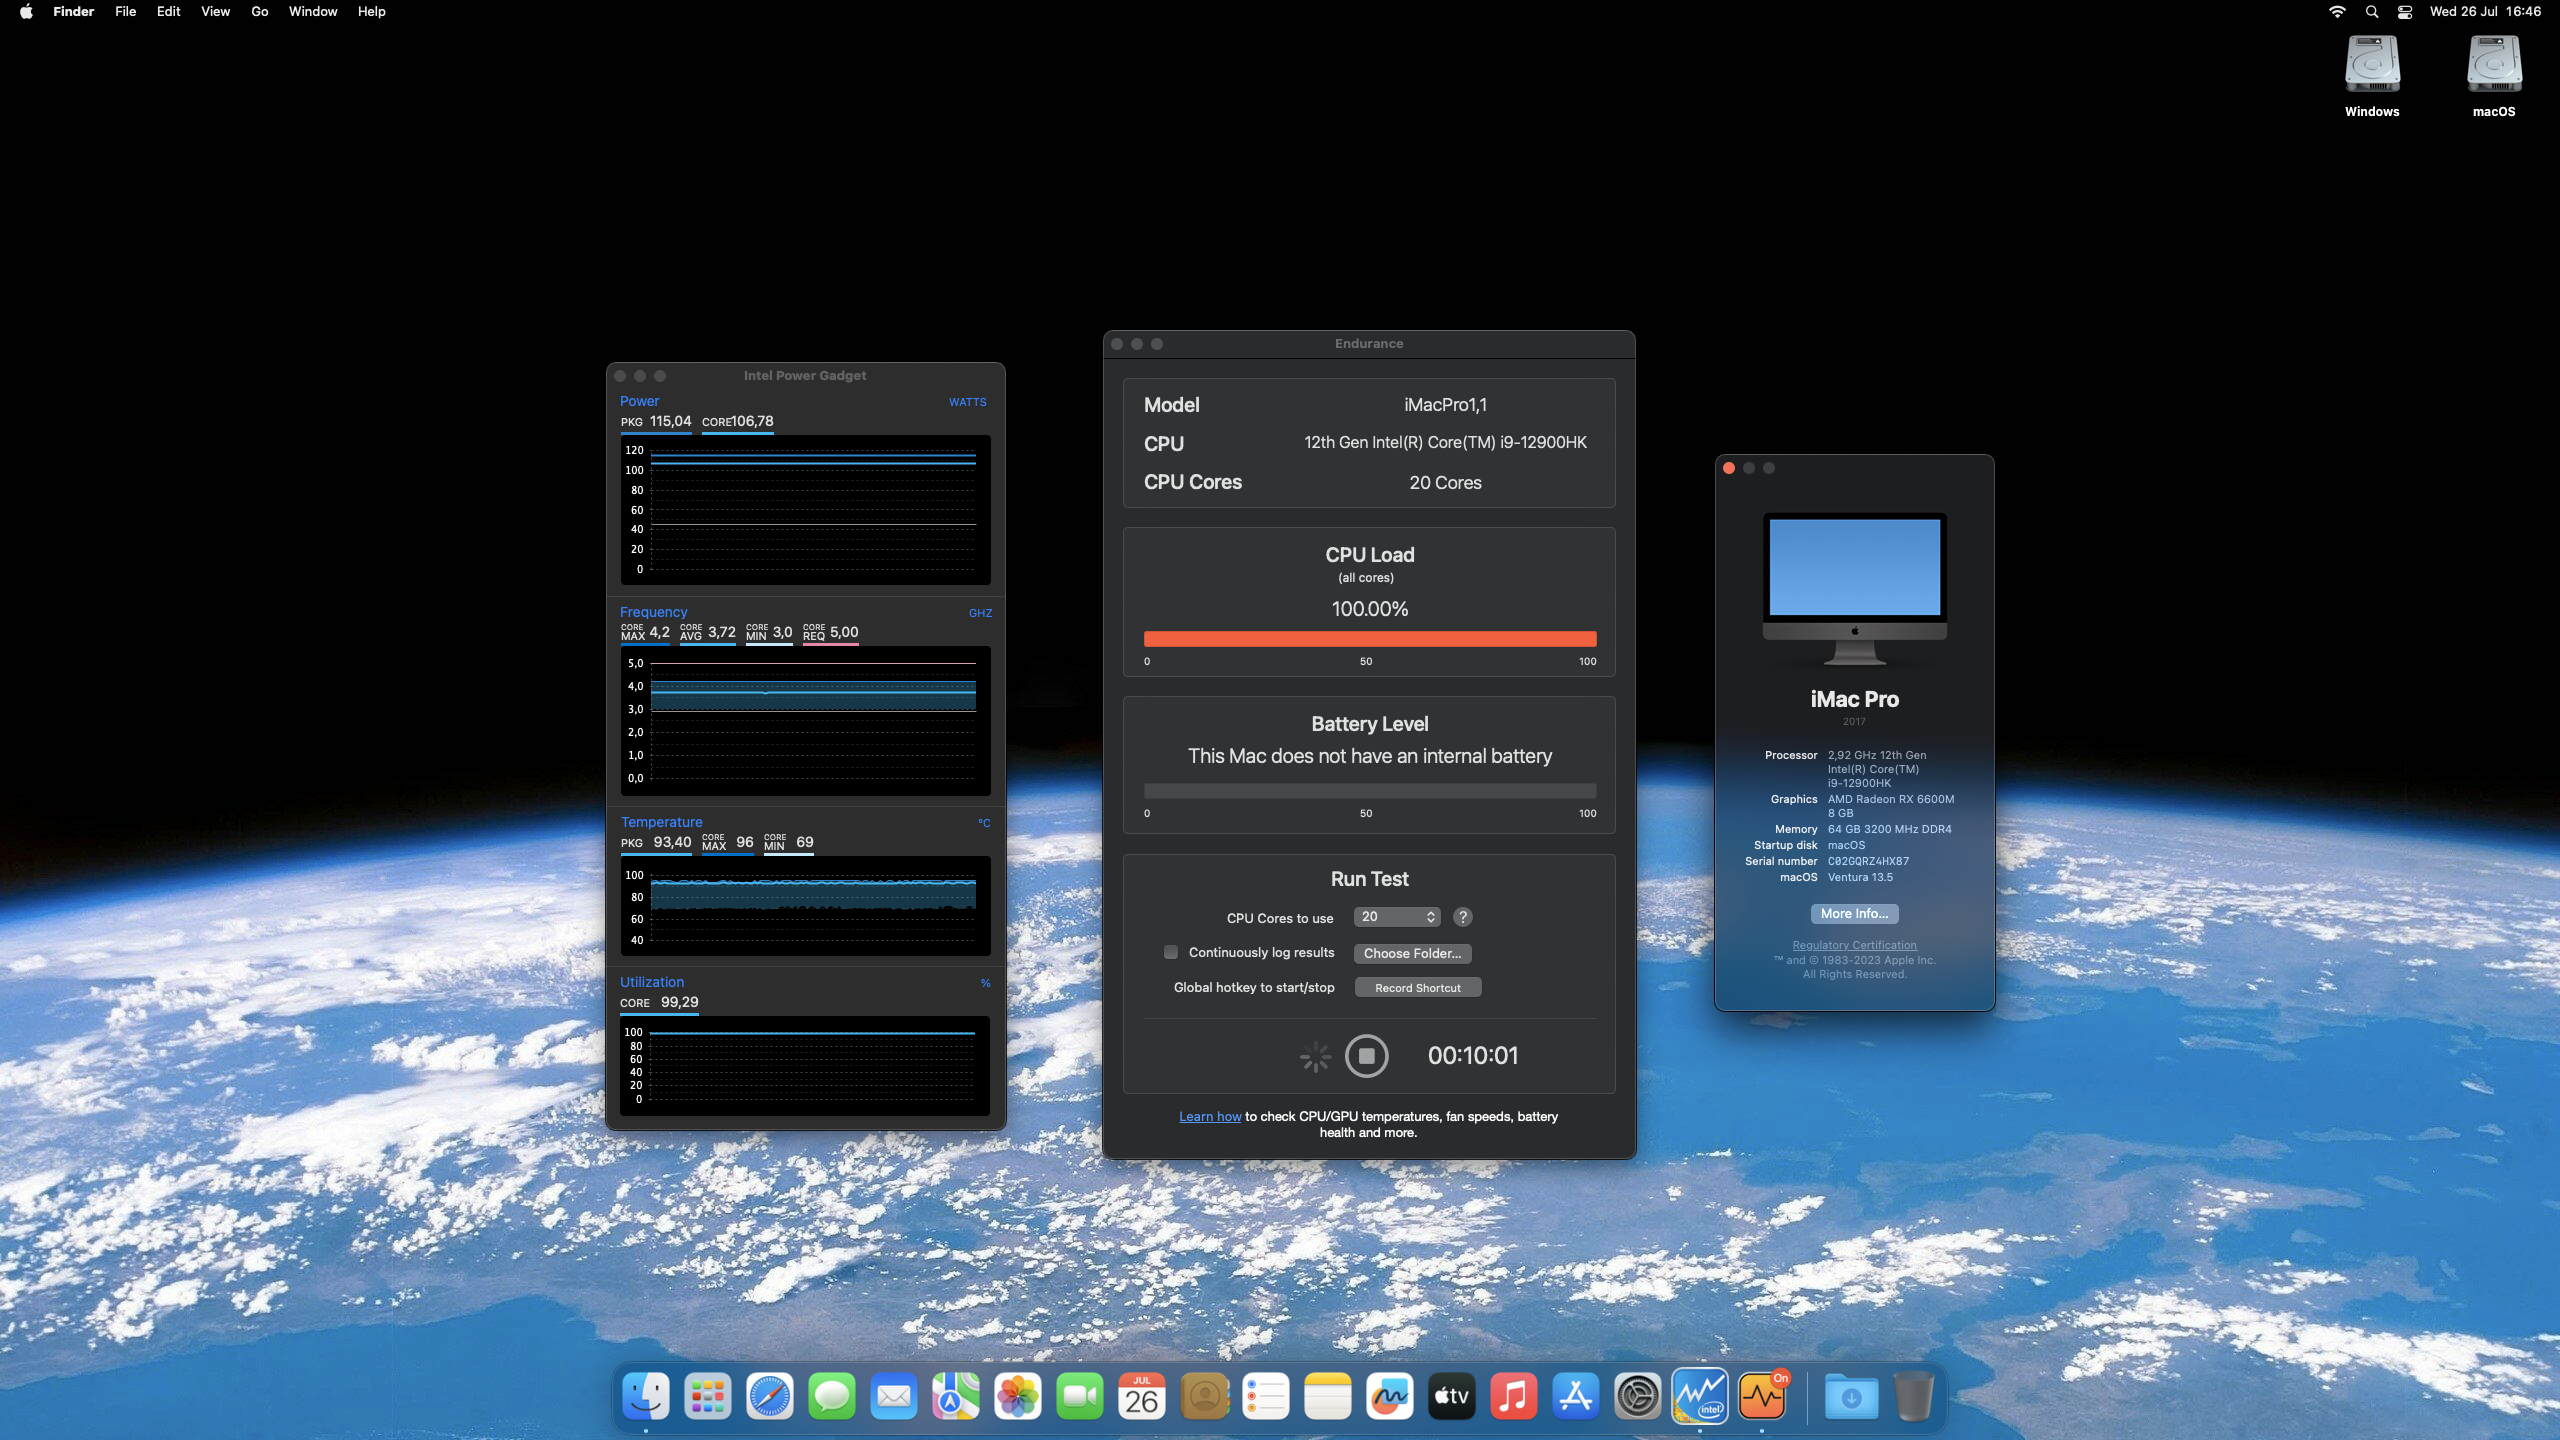 Finder File Edit View Go Window Help
Wed 26 Jul 16:46
Windows
macOS
Intel Power Gadget
Power WATTS
PKG 115,04 CORE106,78
120
100
80
60
40
20
0
Frequency GHZ
CORE MAX 4,2 CORE AVG 3,72 CORE MIN 3,0 CORE REQ 5,00
5,0
4,0
3,0
2,0
1,0
0,0
Temperature °C
PKG 93,40 CORE MAX 96 CORE MIN 69
100
80
60
40
Utilization %
CORE 99,29
100
80
60
40
20
0
Endurance
Model iMacPro1,1
CPU 12th Gen Intel(R) Core(TM) i9-12900HK
CPU Cores 20 Cores
CPU Load
(all cores)
100.00%
0 50 100
Battery Level
This Mac does not have an internal battery
0 50 100
Run Test
CPU Cores to use 20 ?
Continuously log results Choose Folder...
Global hotkey to start/stop Record Shortcut
00:10:01
Learn how to check CPU/GPU temperatures, fan speeds, battery
health and more.
iMac Pro
2017
Processor 2,92 GHz 12th Gen
Intel(R) Core(TM)
i9-12900HK
Graphics AMD Radeon RX 6600M
8 GB
Memory 64 GB 3200 MHz DDR4
Startup disk macOS
Serial number C02GQRZ4HX87
macOS Ventura 13.5
More Info...
Regulatory Certification
™ and © 1983-2023 Apple Inc.
All Rights Reserved.
JUL
26
tv
intel
On